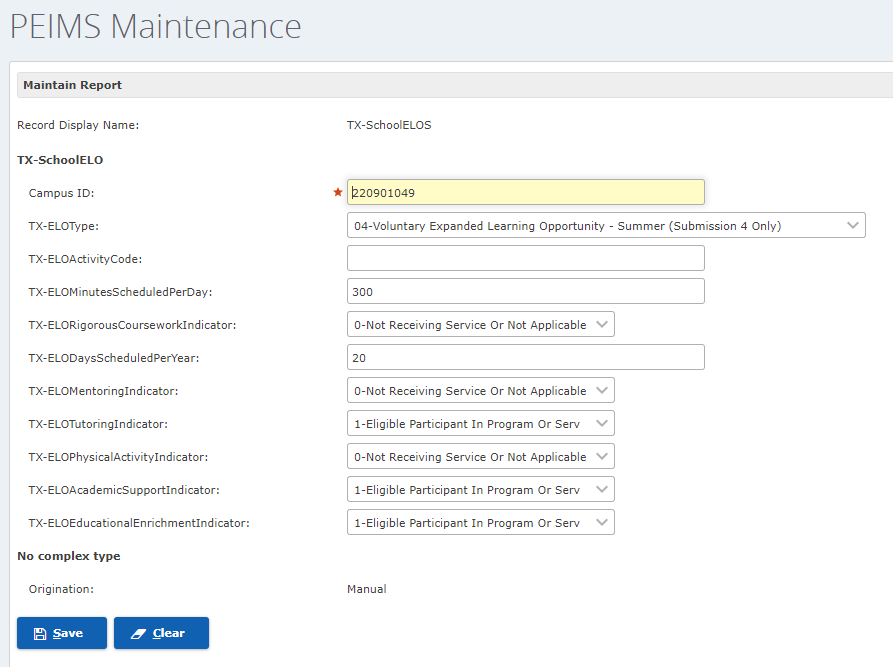 PEIMS Maintenance
Maintain Report
Record Display Name: TX-SchoolELOS
TX-SchoolELO
Campus ID: ★ 220901049
TX-ELOType: 04-Voluntary Expanded Learning Opportunity - Summer (Submission 4 Only)
TX-ELOActivityCode:
TX-ELOMinutesScheduledPerDay: 300
TX-ELORigorousCourseworkIndicator: 0-Not Receiving Service Or Not Applicable
TX-ELODaysScheduledPerYear: 20
TX-ELOMentoringIndicator: 0-Not Receiving Service Or Not Applicable
TX-ELOTutoringIndicator: 1-Eligible Participant In Program Or Serv
TX-ELOPhysicalActivityIndicator: 0-Not Receiving Service Or Not Applicable
TX-ELOAcademicSupportIndicator: 1-Eligible Participant In Program Or Serv
TX-ELOEducationalEnrichmentIndicator: 1-Eligible Participant In Program Or Serv
No complex type
Origination: Manual
Save Clear